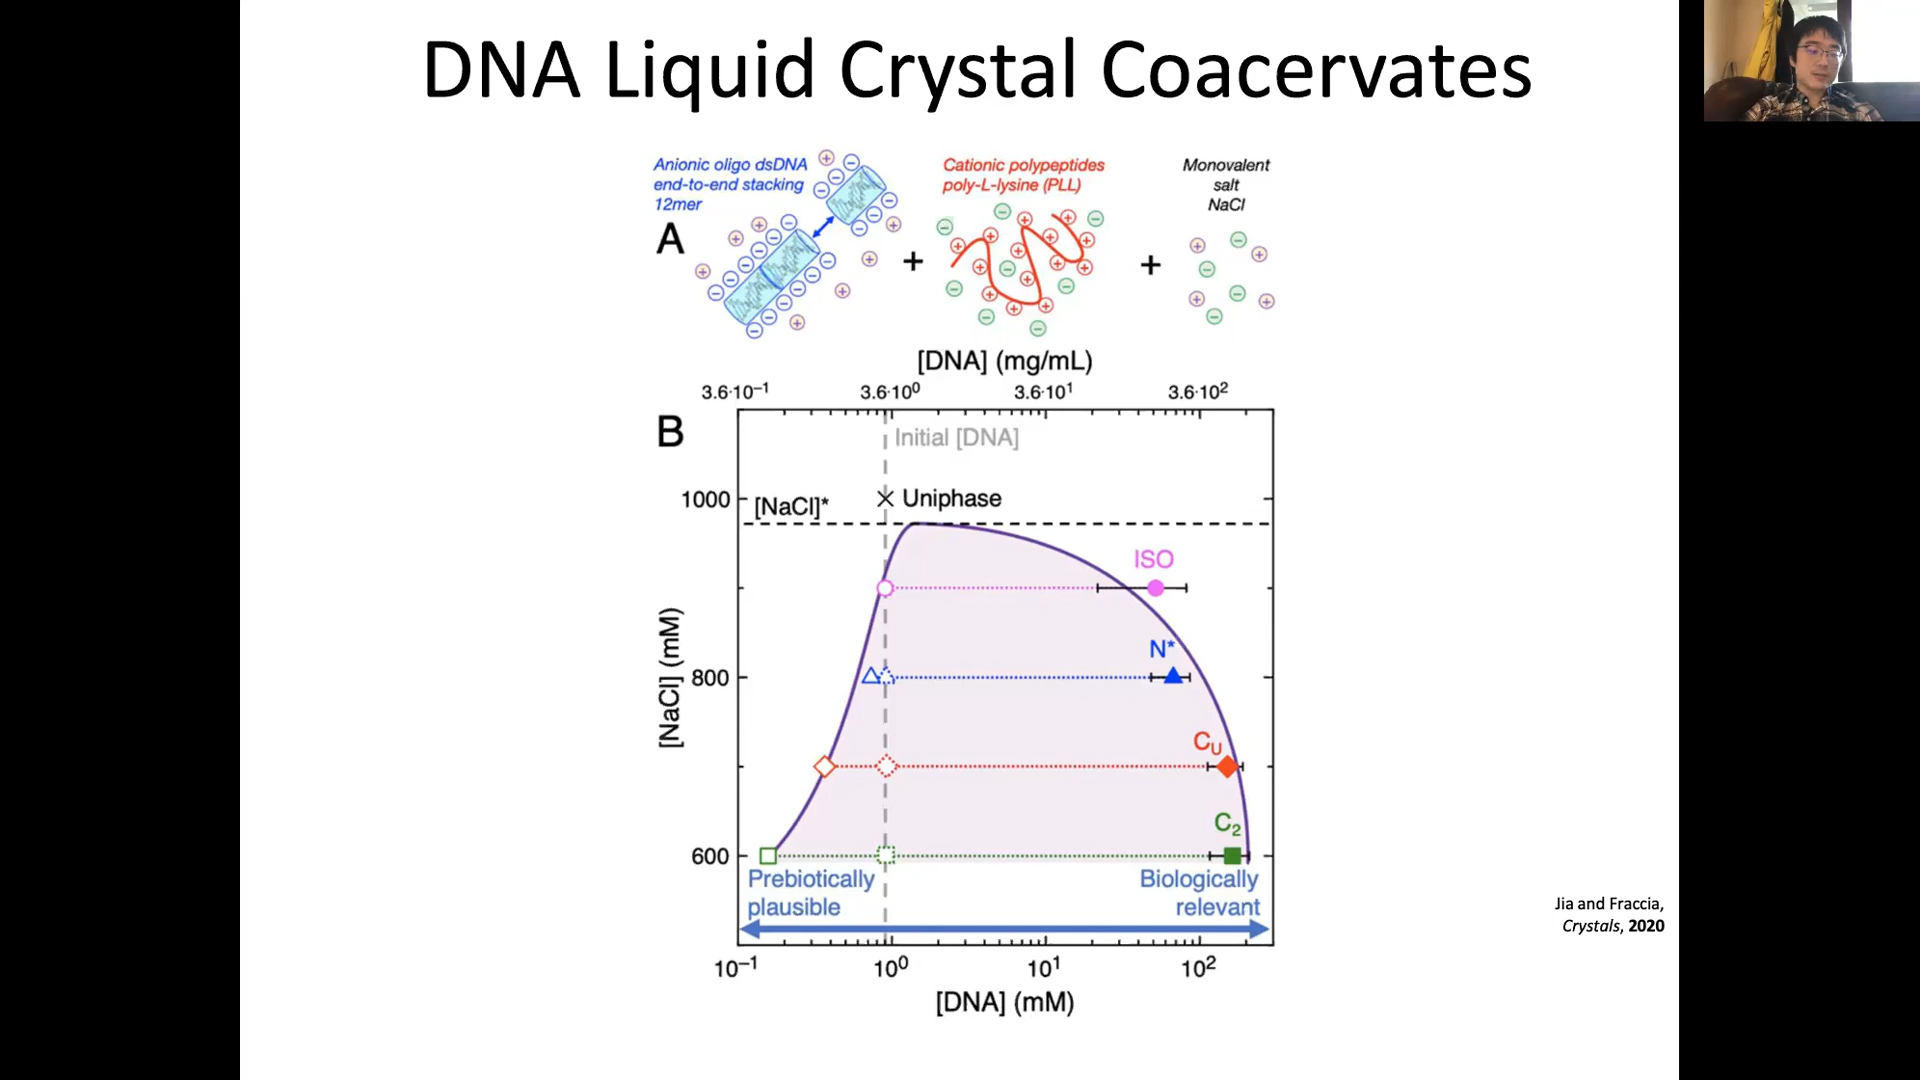 DNA Liquid Crystal Coacervates
Anionic oligo dsDNA
end-to-end stacking
12mer
Cationic polypeptides
poly-L-lysine (PLL)
Monovalent
salt
NaCl
A
+
+
[DNA] (mg/mL)
3.6·10⁻¹ 3.6·10⁰ 3.6·10¹ 3.6·10²
B
Initial [DNA]
1000
[NaCl]*
Uniphase
ISO
N*
800
[NaCl] (mM)
C_U
C₂
600
Prebiotically
plausible
Biologically
relevant
10⁻¹ 10⁰ 10¹ 10²
[DNA] (mM)
Jia and Fraccia,
Crystals, 2020